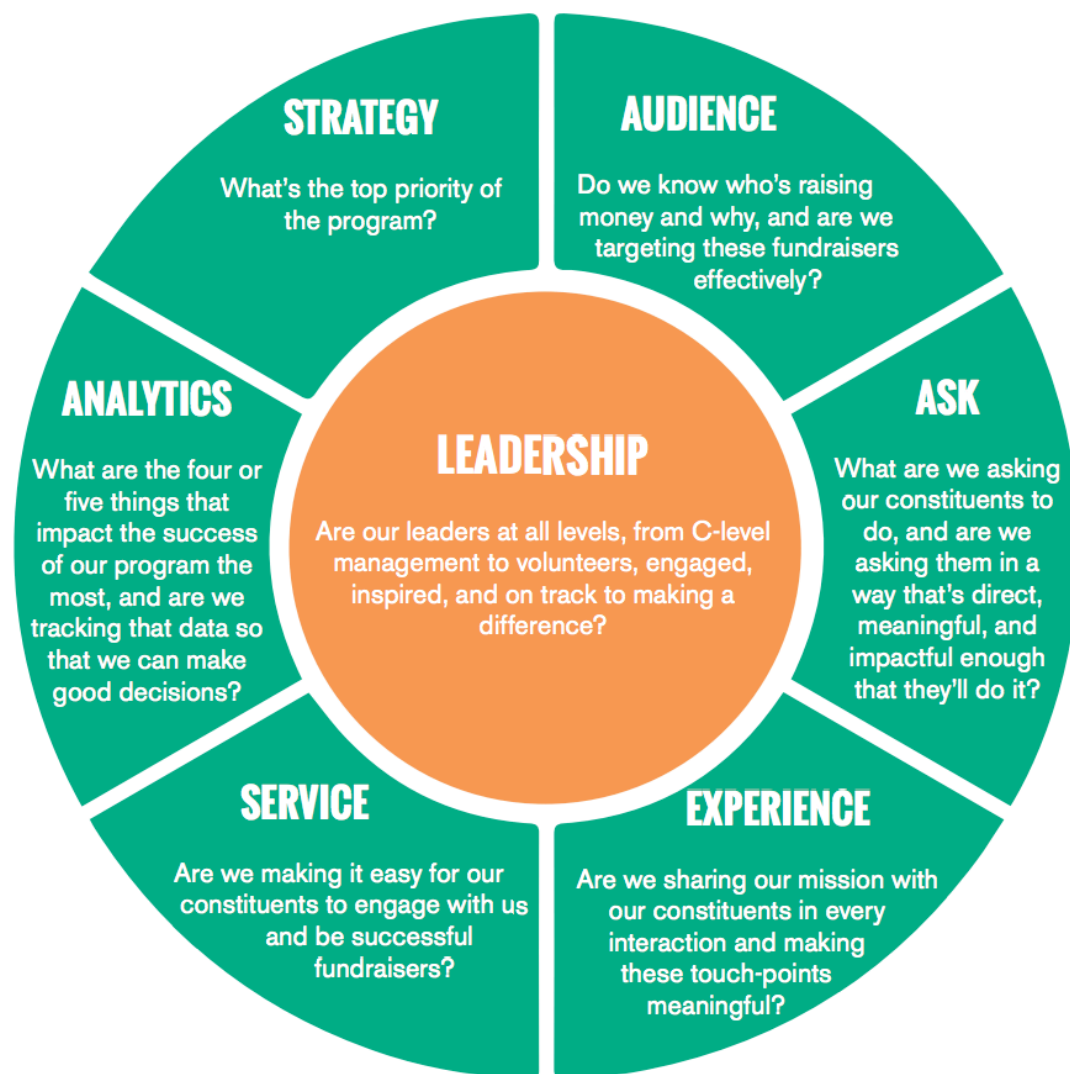 STRATEGY
What's the top priority of
the program?
AUDIENCE
Do we know who's raising
money and why, and are we
targeting these fundraisers
effectively?
ASK
What are we asking
our constituents to
do, and are we
asking them in a
way that's direct,
meaningful, and
impactful enough
that they'll do it?
EXPERIENCE
Are we sharing our mission with
our constituents in every
interaction and making
these touch-points
meaningful?
SERVICE
Are we making it easy for our
constituents to engage with us
and be successful
fundraisers?
ANALYTICS
What are the four or
five things that
impact the success
of our program the
most, and are we
tracking that data so
that we can make
good decisions?
LEADERSHIP
Are our leaders at all levels, from C-level
management to volunteers, engaged,
inspired, and on track to making a
difference?